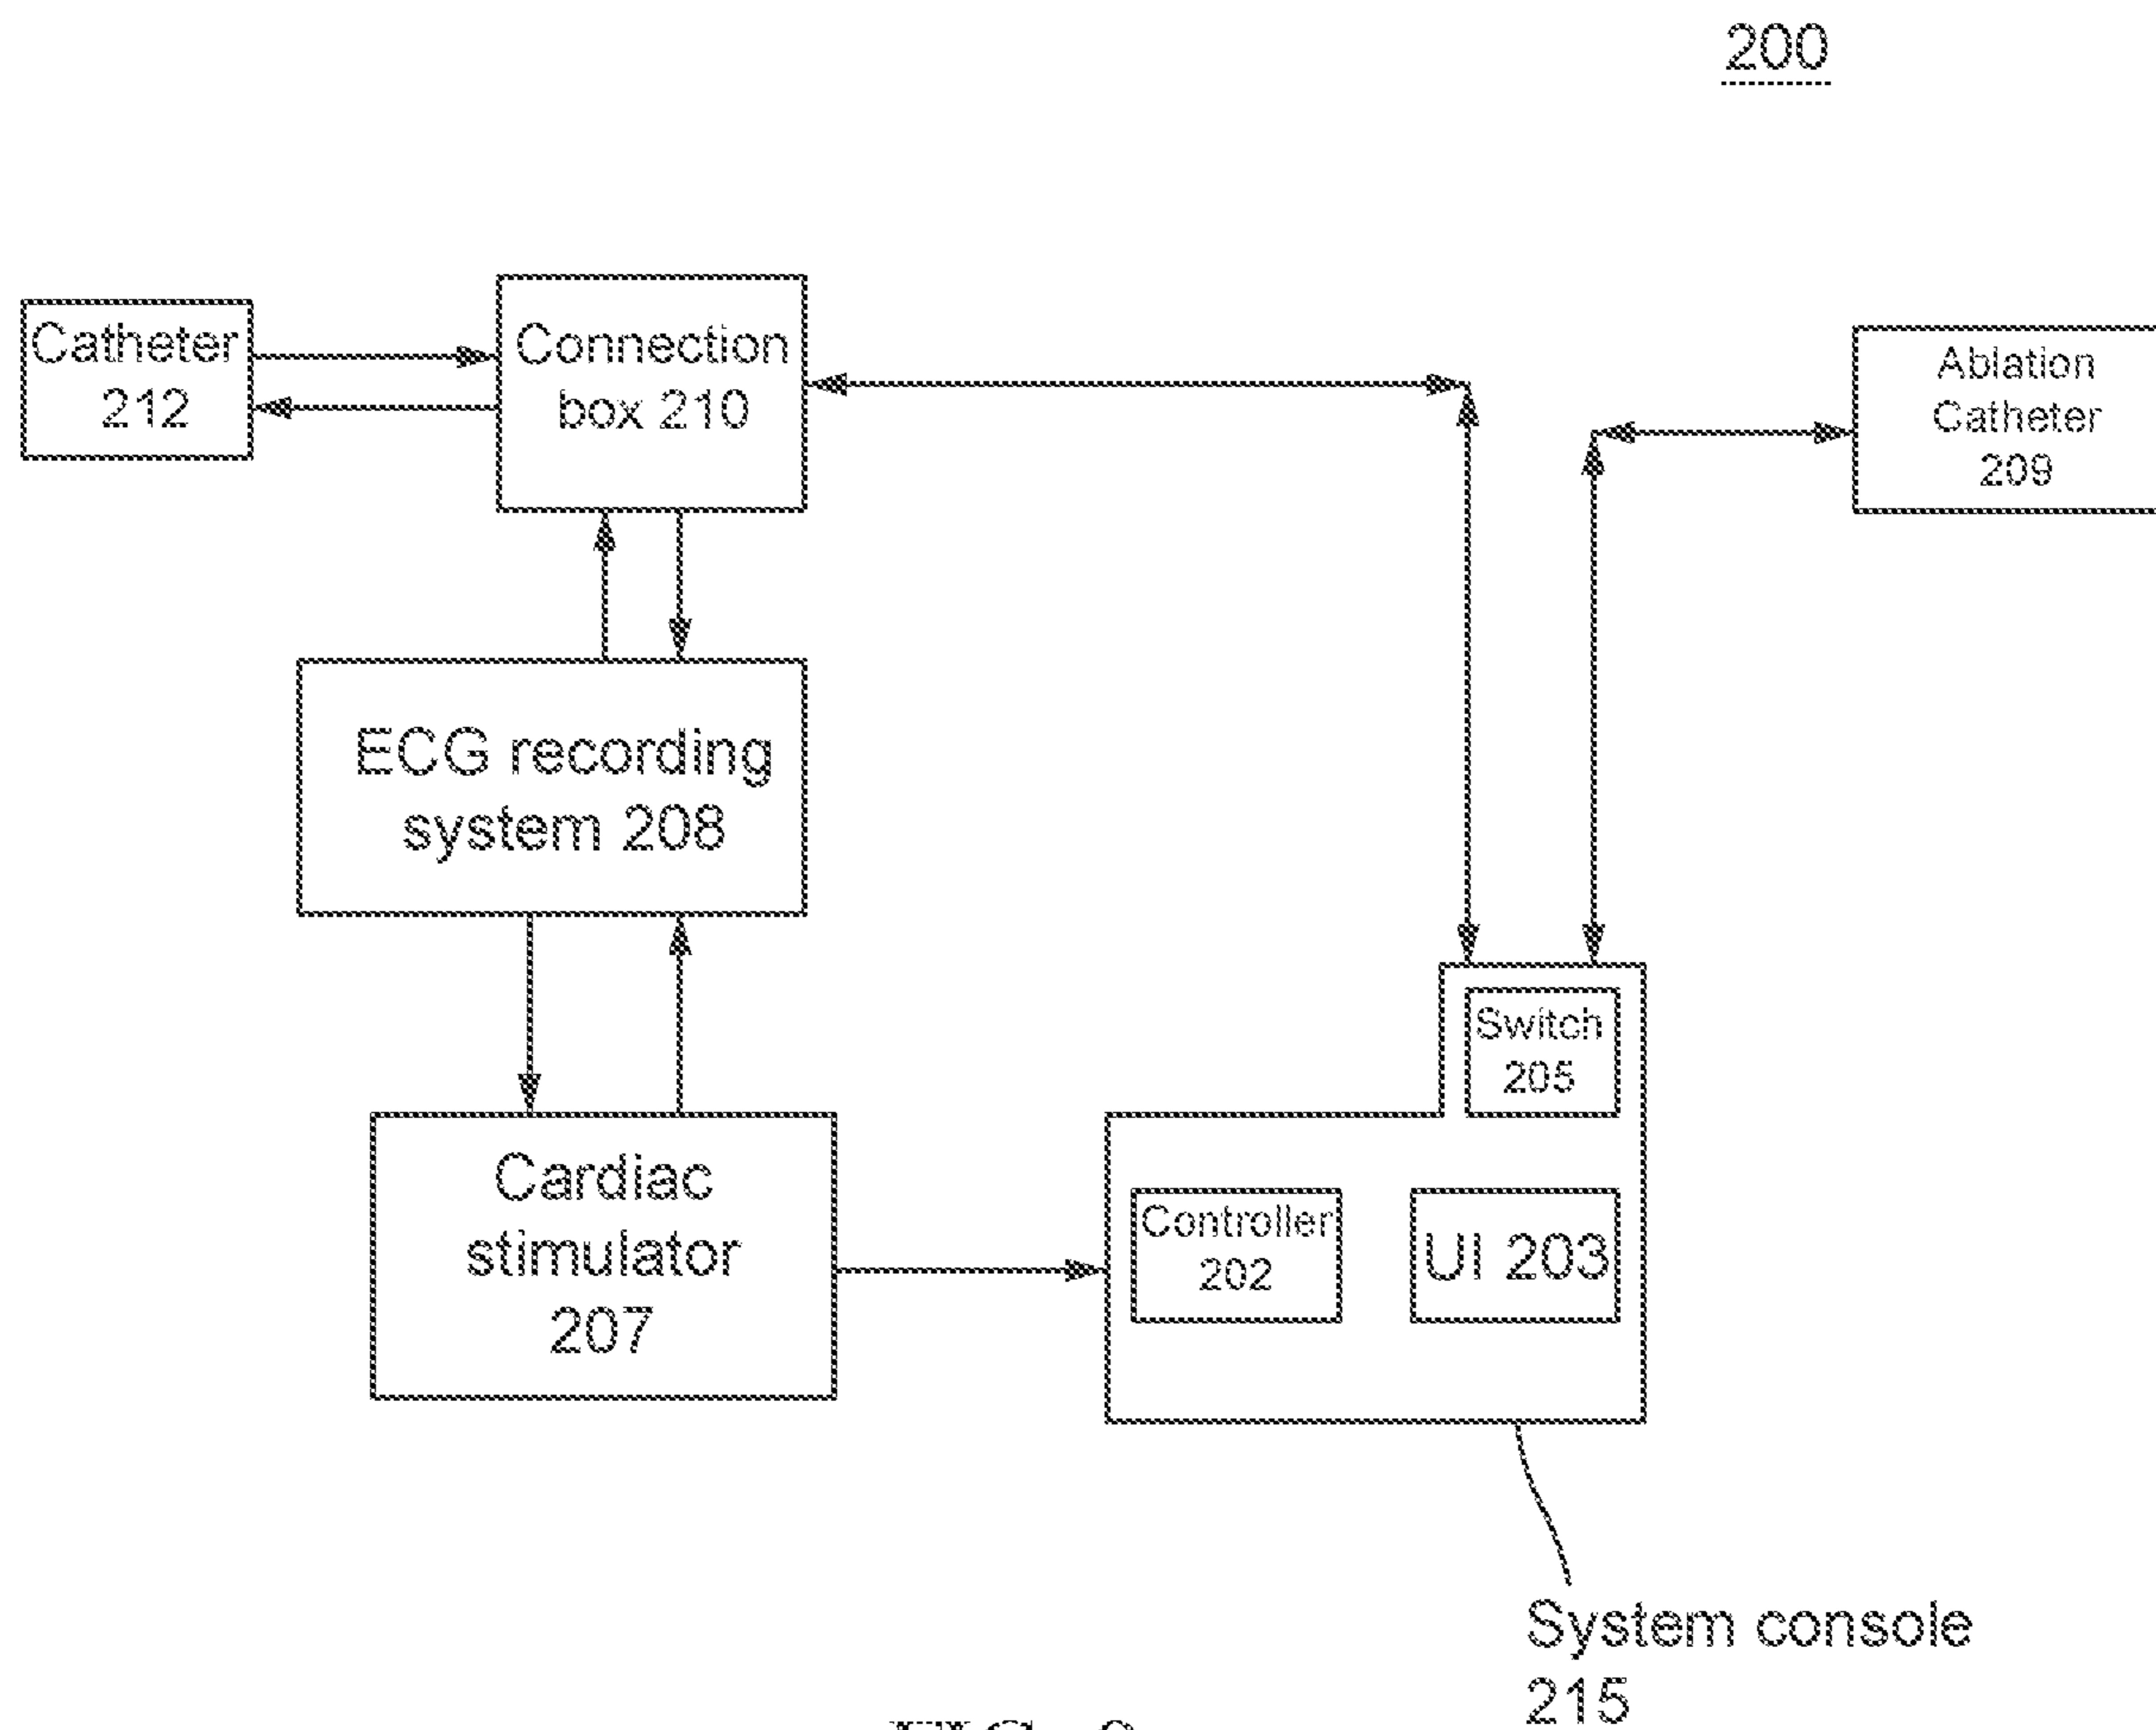 200
Catheter
212
Connection
box 210
Ablation
Catheter
209
ECG recording
system 208
Switch
205
Cardiac
stimulator
207
Controller
202
UI 203
System console
215